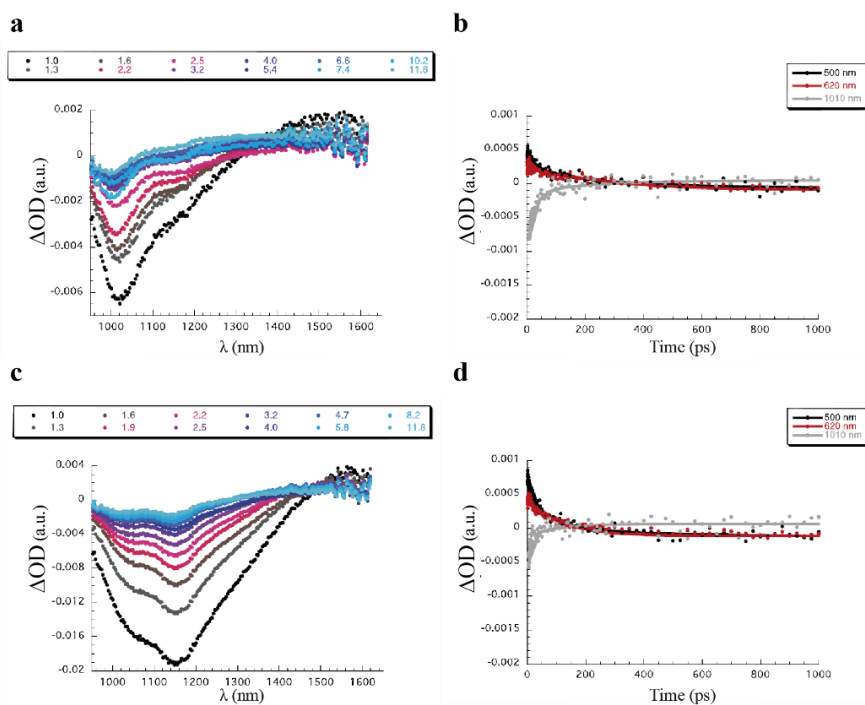 a
b
1.0 1.6 2.5 4.0 6.6 10.2
1.3 2.2 3.2 5.4 7.4 11.8
500 nm
620 nm
1010 nm
0.002
0
-0.002
-0.004
-0.006
ΔOD (a.u.)
1000 1100 1200 1300 1400 1500 1600
λ (nm)
0.001
0.0005
0
-0.0005
-0.001
-0.0015
-0.002
ΔOD (a.u.)
0 200 400 600 800 1000
Time (ps)
c
d
1.0 1.6 2.2 3.2 4.7 8.2
1.3 1.9 2.5 4.0 5.8 11.8
500 nm
620 nm
1010 nm
0.004
0
-0.004
-0.008
-0.012
-0.016
-0.02
ΔOD (a.u.)
1000 1100 1200 1300 1400 1500 1600
λ (nm)
0.001
0.0005
0
-0.0005
-0.001
-0.0015
-0.002
ΔOD (a.u.)
0 200 400 600 800 1000
Time (ps)